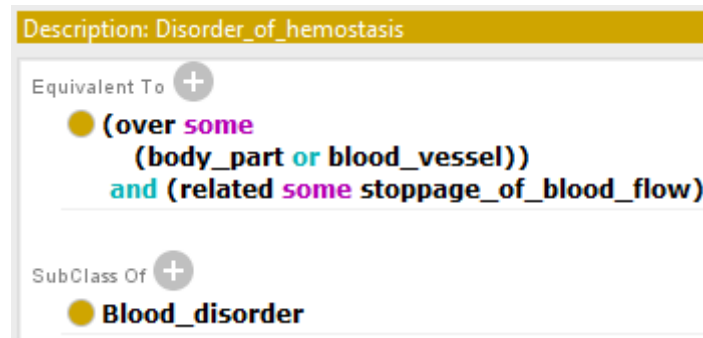 Description: Disorder_of_hemostasis
Equivalent To
(over some
(body_part or blood_vessel))
and (related some stoppage_of_blood_flow)
SubClass Of
Blood_disorder